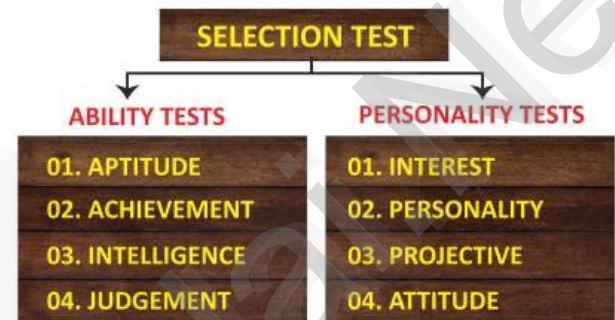 SELECTION TEST
ABILITY TESTS
01. APTITUDE
02. ACHIEVEMENT
03. INTELLIGENCE
04. JUDGEMENT
PERSONALITY TESTS
01. INTEREST
02. PERSONALITY
03. PROJECTIVE
04. ATTITUDE